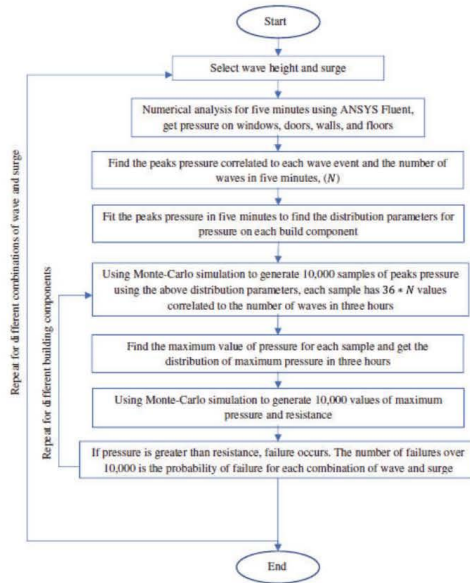 Start
Select wave height and surge
Numerical analysis for five minutes using ANSYS Fluent,
get pressure on windows, doors, walls, and floors
Find the peaks pressure correlated to each wave event and the number of
waves in five minutes, (N)
Fit the peaks pressure in five minutes to find the distribution parameters for
pressure on each build component
Using Monte-Carlo simulation to generate 10,000 samples of peaks pressure
using the above distribution parameters, each sample has 36 * N values
correlated to the number of waves in three hours
Find the maximum value of pressure for each sample and get the
distribution of maximum pressure in three hours
Using Monte-Carlo simulation to generate 10,000 values of maximum
pressure and resistance
If pressure is greater than resistance, failure occurs. The number of failures over
10,000 is the probability of failure for each combination of wave and surge
End
Repeat for different combinations of wave and surge
Repeat for different building components